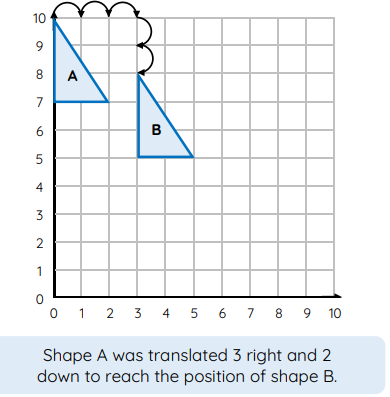 10
9
8
A
7
6
B
5
4
3
2
1
0
0 1 2 3 4 5 6 7 8 9 10
Shape A was translated 3 right and 2
down to reach the position of shape B.